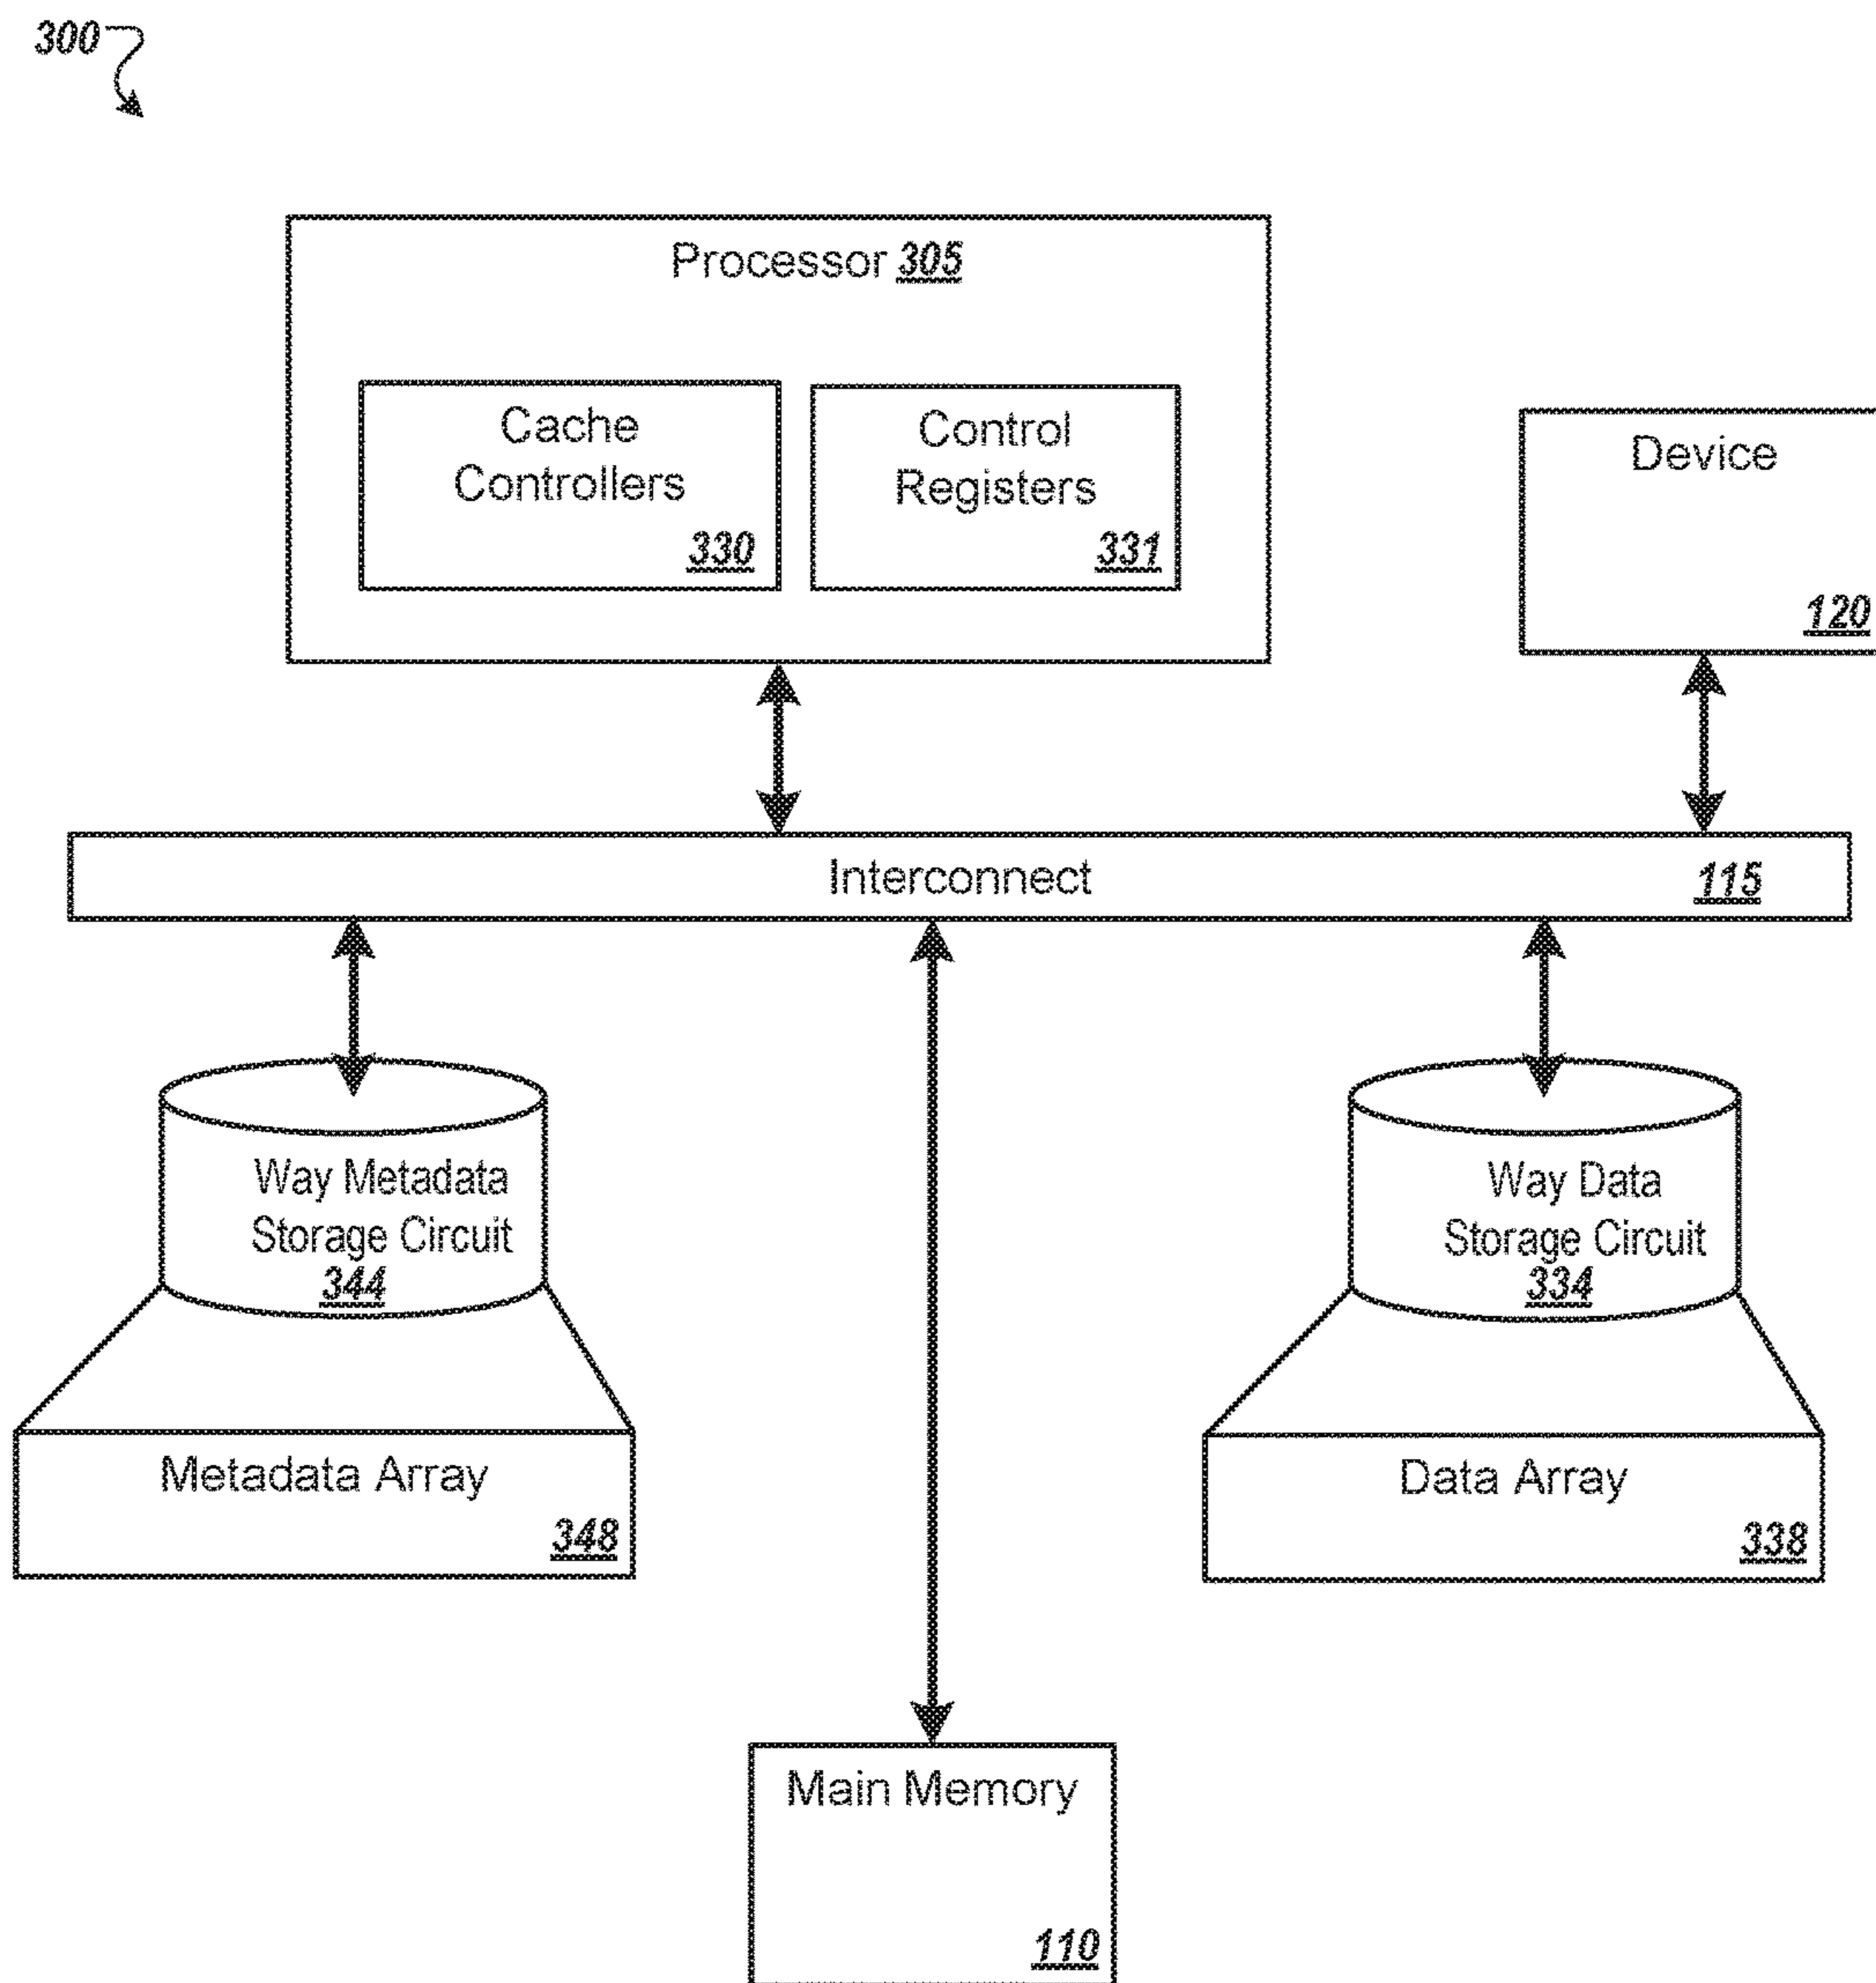 300
Processor 305
Cache
Controllers
330
Control
Registers
331
Device
120
Interconnect 115
Way Metadata
Storage Circuit
344
Way Data
Storage Circuit
334
Metadata Array
348
Data Array
338
Main Memory
110